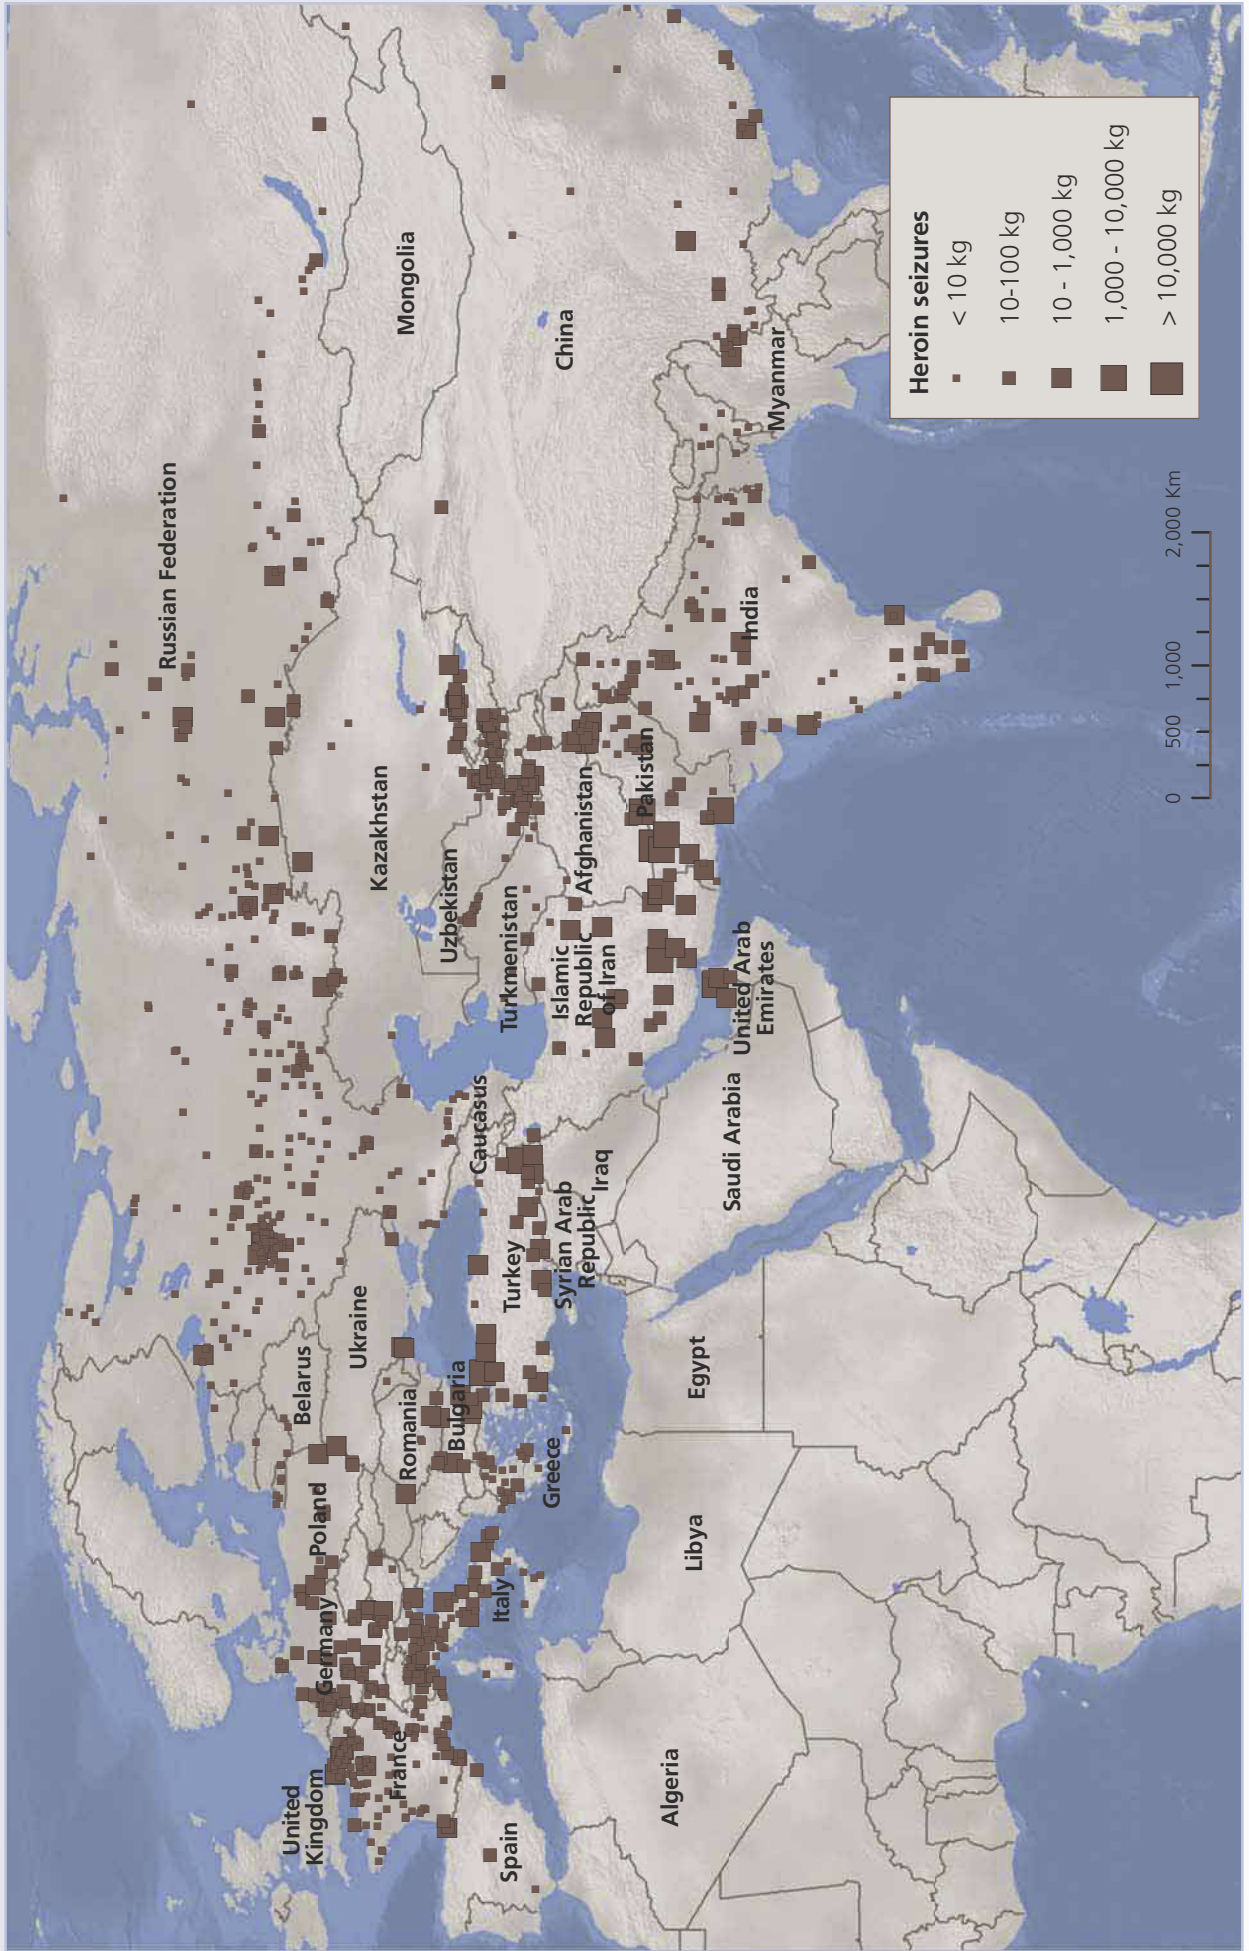 Russian Federation
Mongolia
China
Kazakhstan
Uzbekistan
Turkmenistan
Afghanistan
Pakistan
India
Myanmar
Islamic
Republic
of Iran
United Arab
Emirates
Saudi Arabia
Caucasus
Iraq
Syrian Arab
Republic
Turkey
Ukraine
Belarus
Romania
Bulgaria
Greece
Poland
Germany
Italy
France
United
Kingdom
Spain
Egypt
Libya
Algeria
Heroin seizures
< 10 kg
10-100 kg
10 - 1,000 kg
1,000 - 10,000 kg
> 10,000 kg
0 500 1,000 2,000 Km